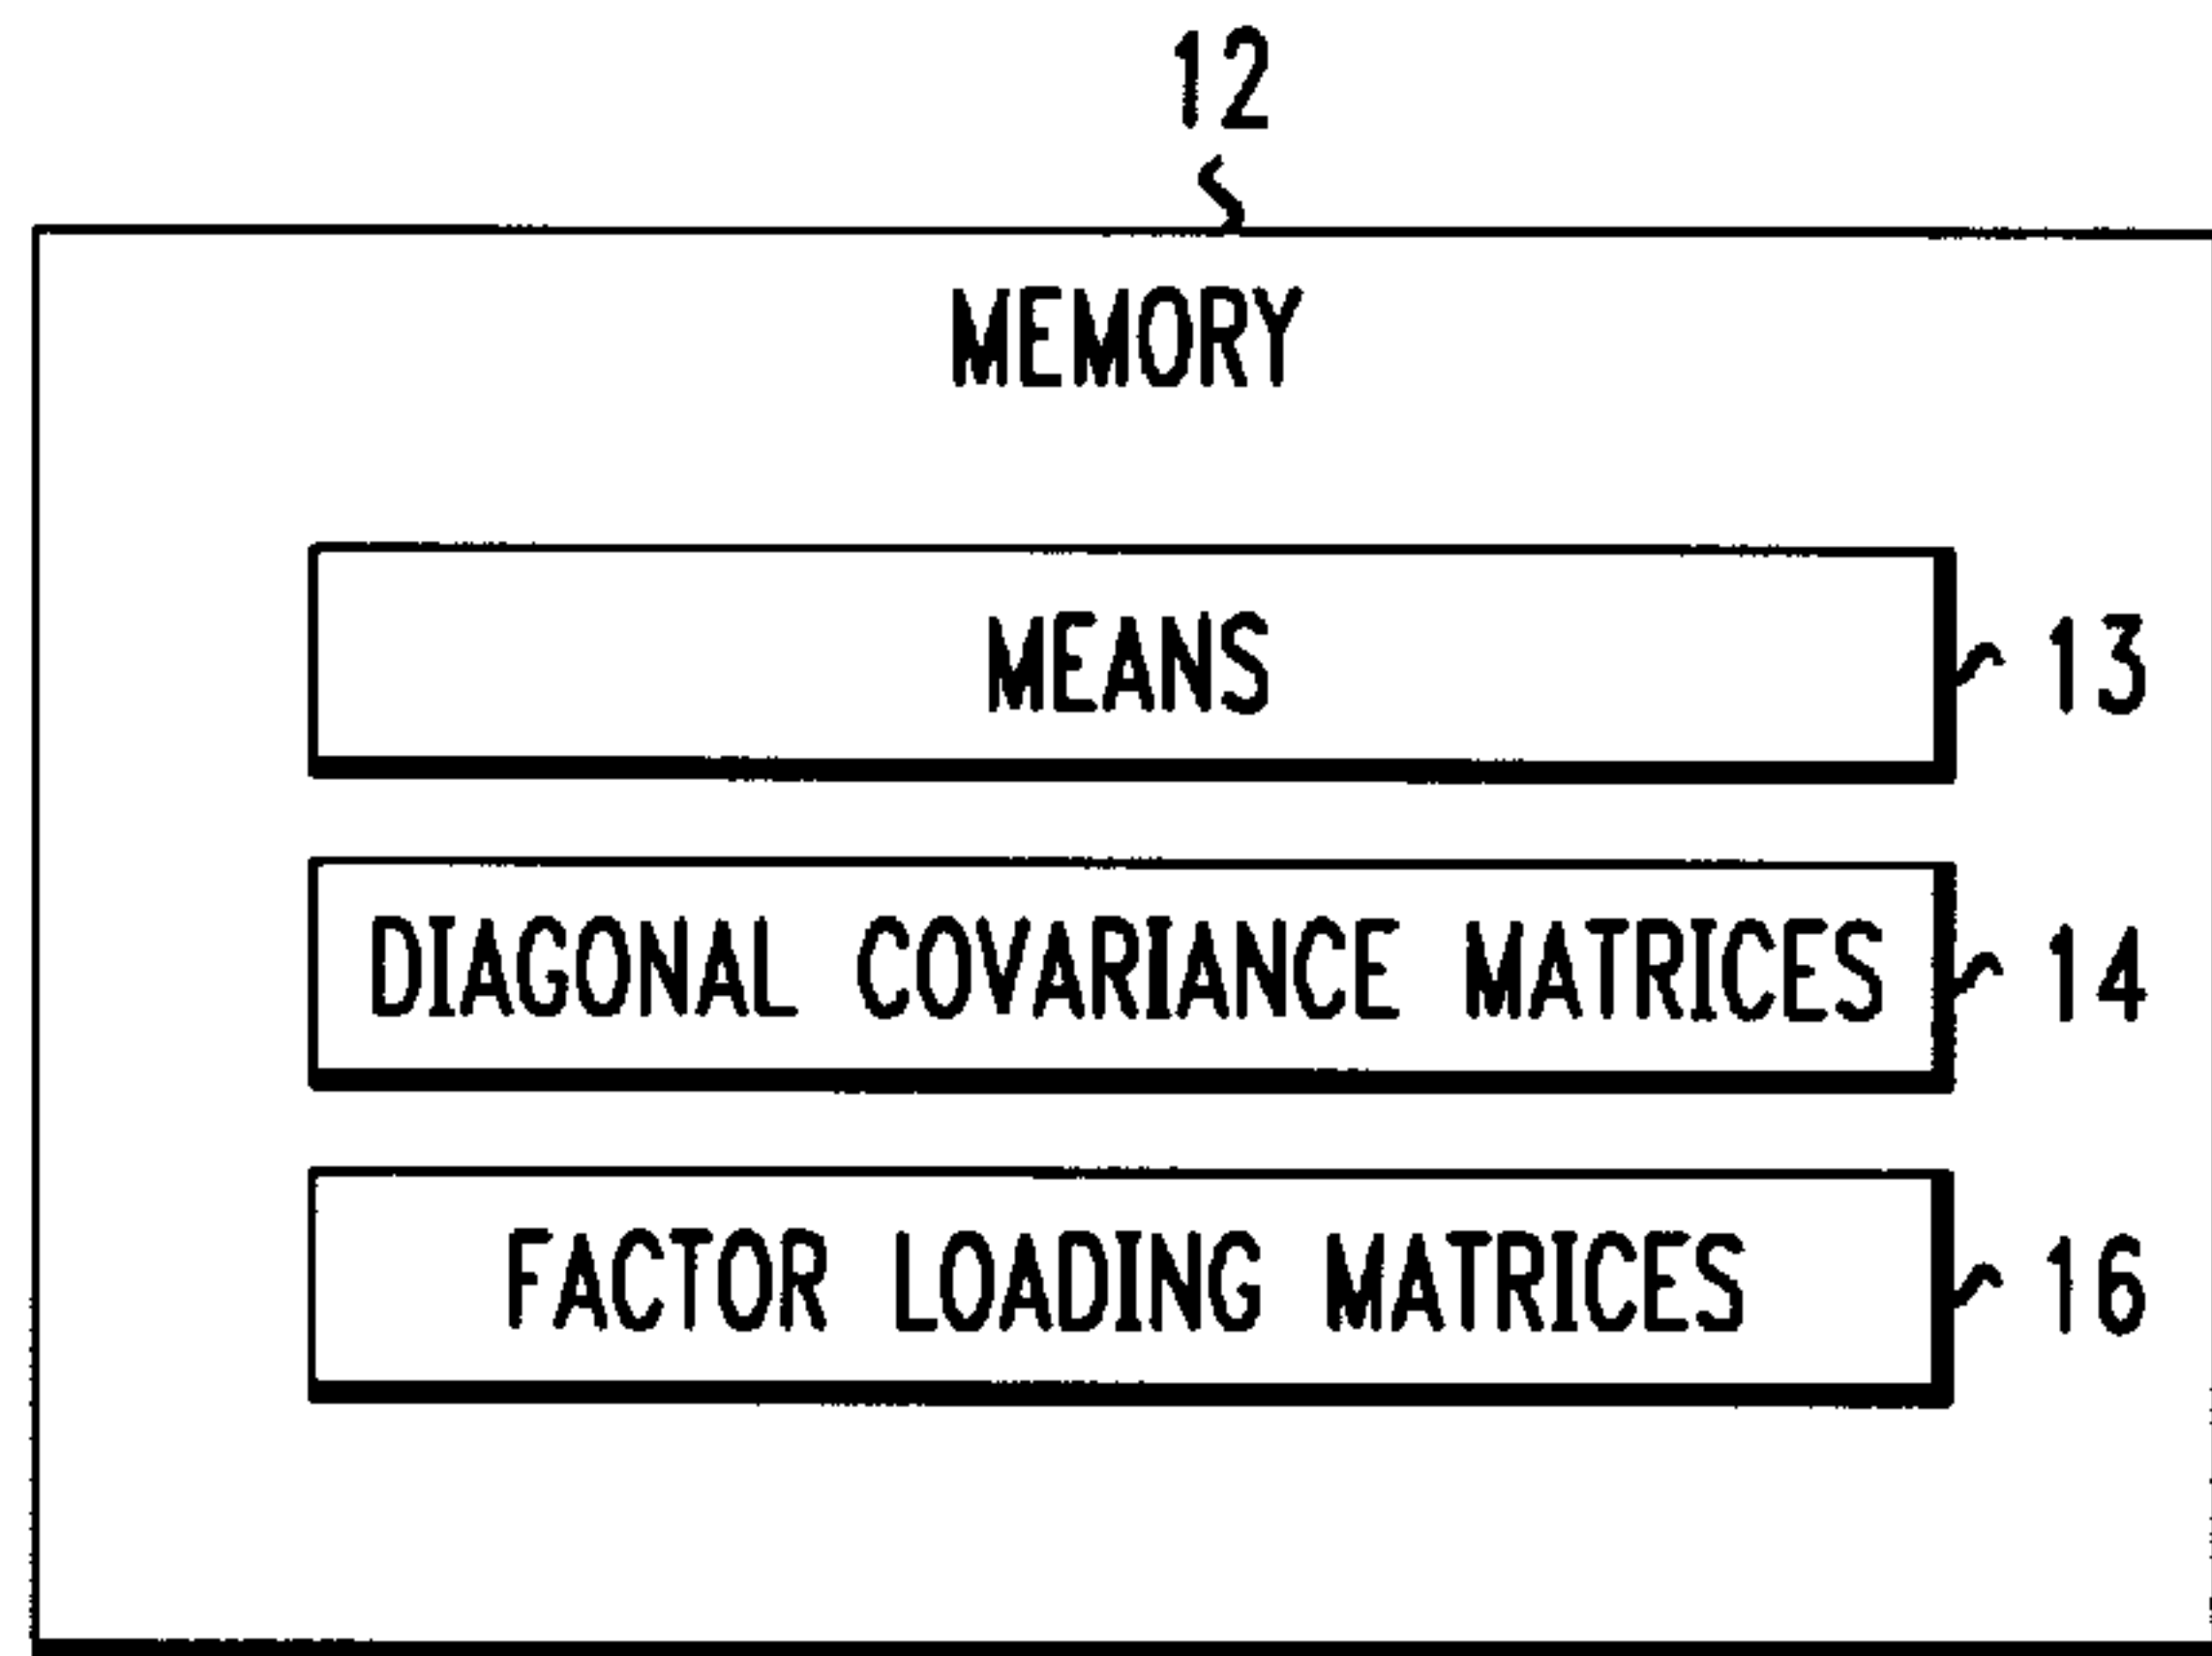 12
MEMORY
MEANS 13
DIAGONAL COVARIANCE MATRICES 14
FACTOR LOADING MATRICES 16